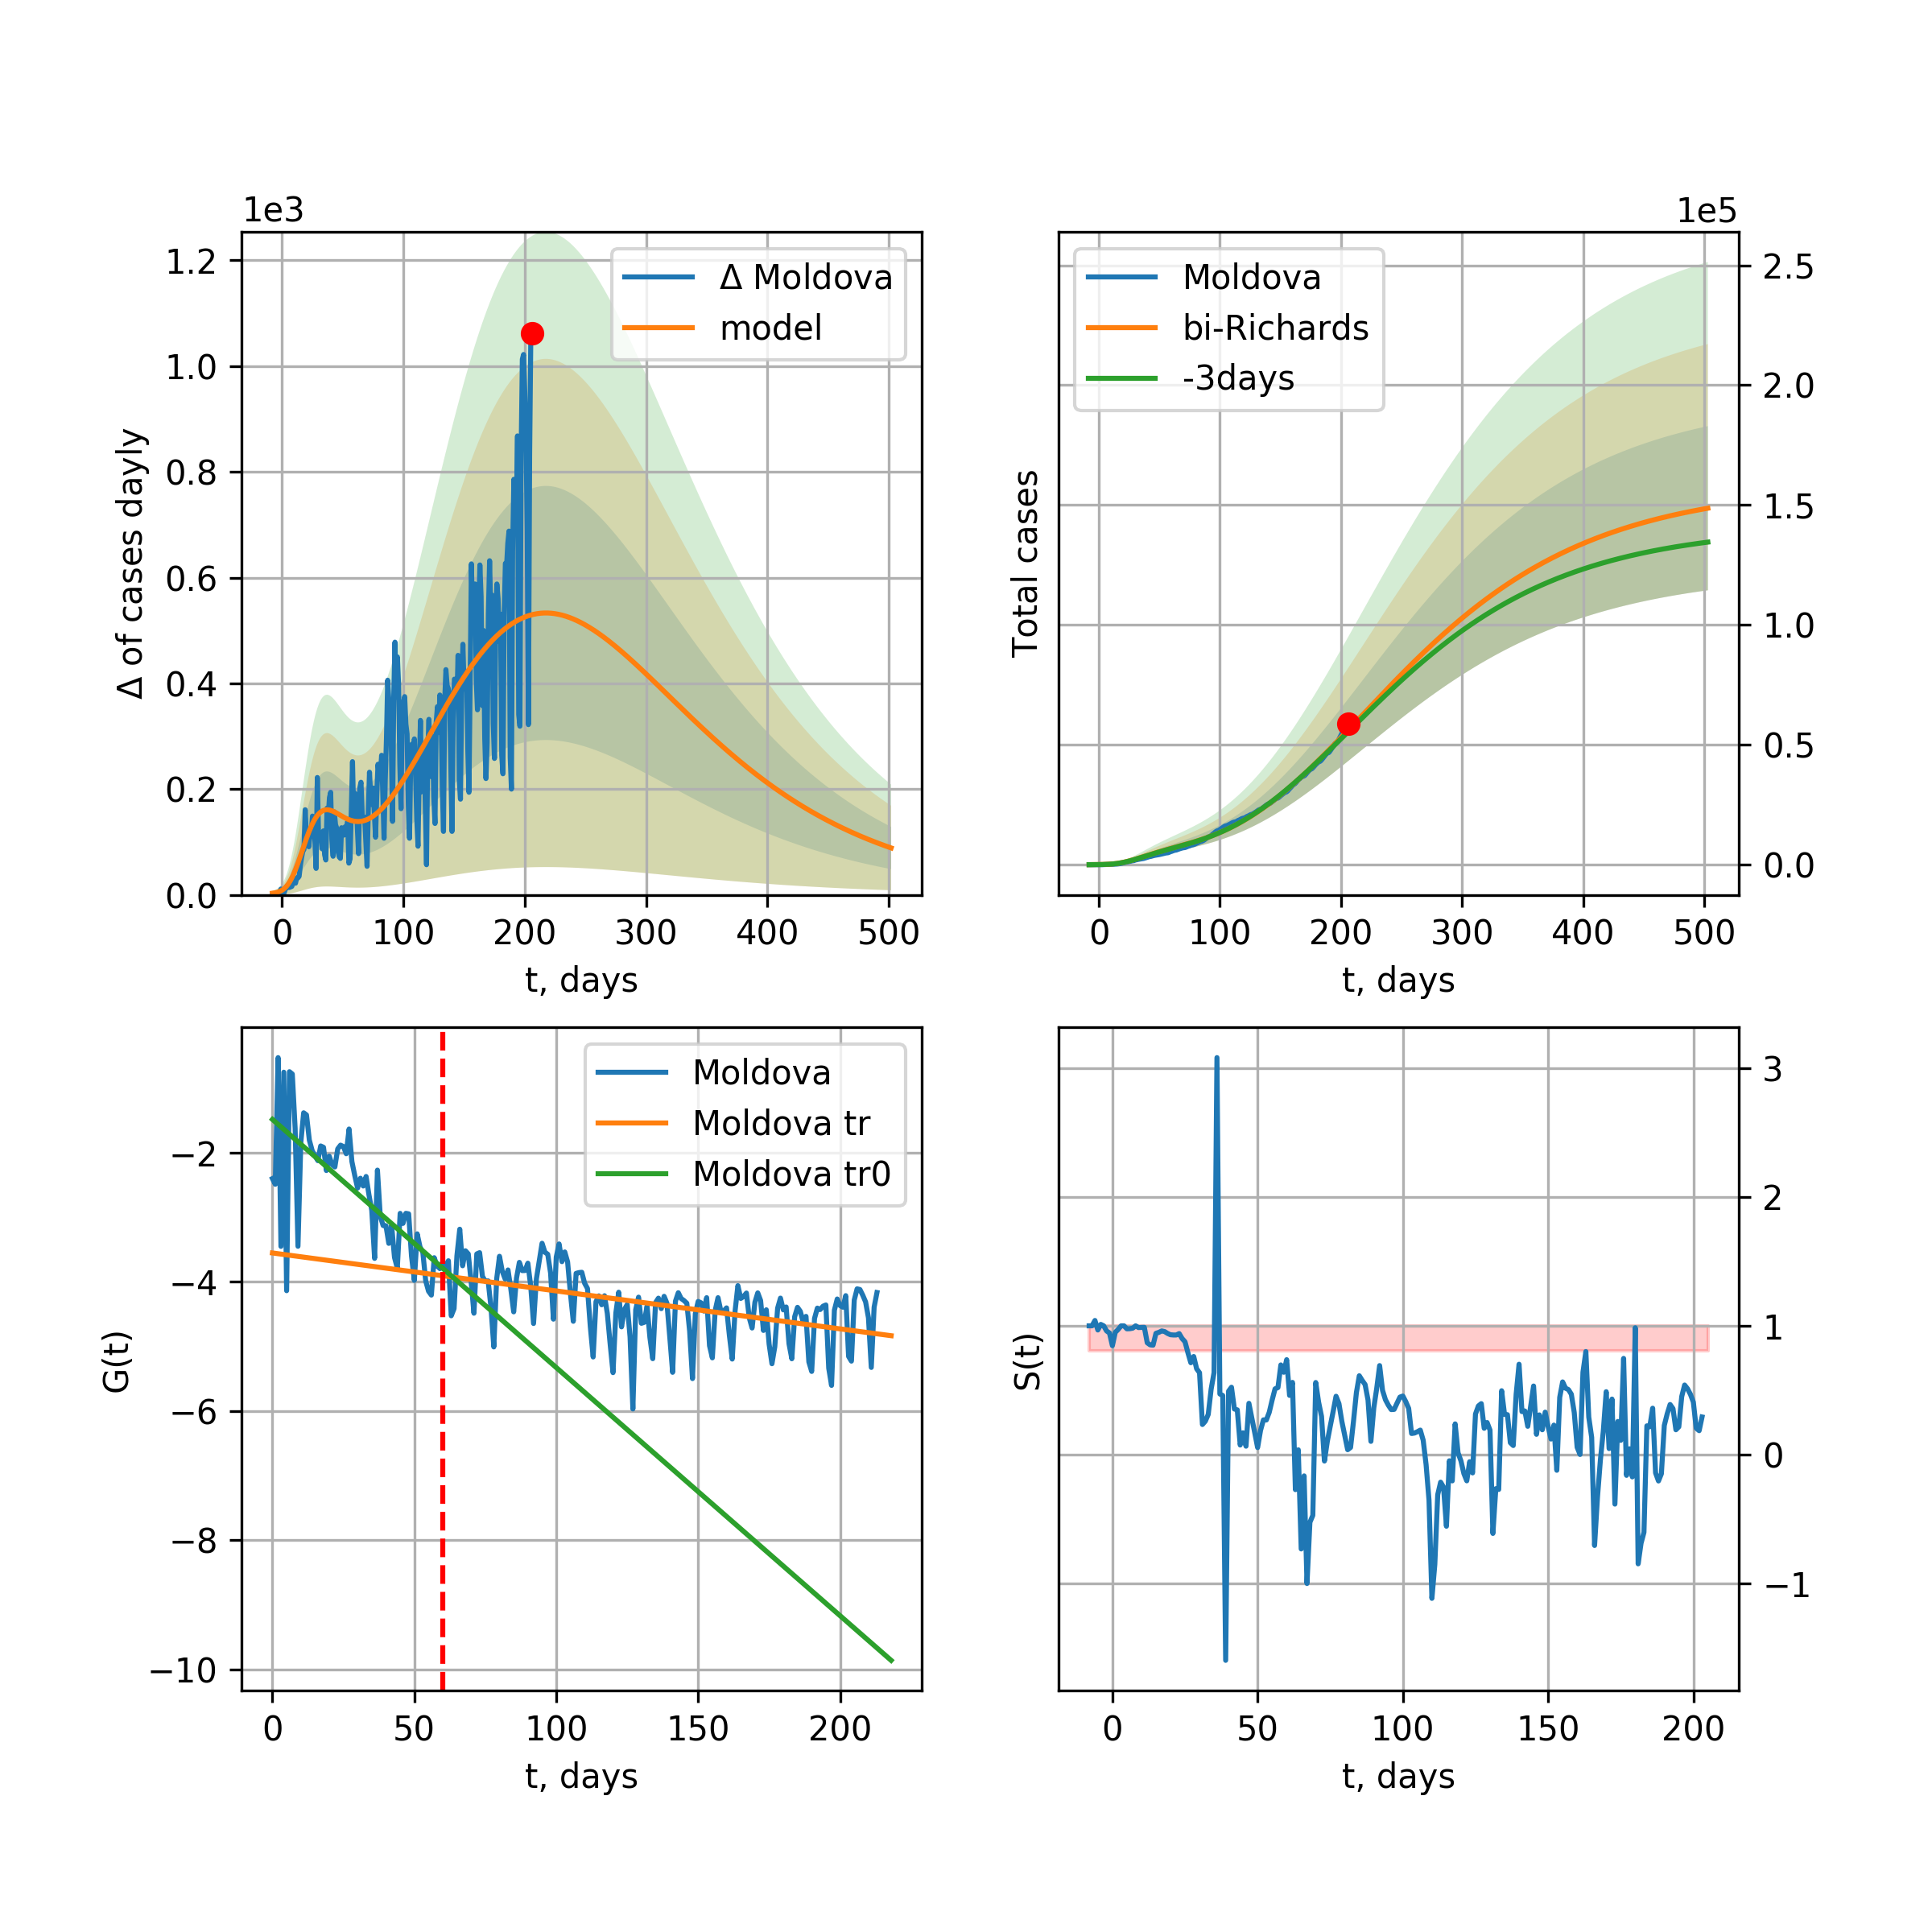 1e3
Δ of cases dayly
1.2
1.0
0.8
0.6
0.4
0.2
0.0
Δ Moldova
model
0 100 200 300 400 500
t, days
1e5
Total cases
Moldova
bi-Richards
-3days
2.5
2.0
1.5
1.0
0.5
0.0
0 100 200 300 400 500
t, days
G(t)
−2
−4
−6
−8
−10
Moldova
Moldova tr
Moldova tr0
0 50 100 150 200
t, days
S(t)
3
2
1
0
−1
0 50 100 150 200
t, days